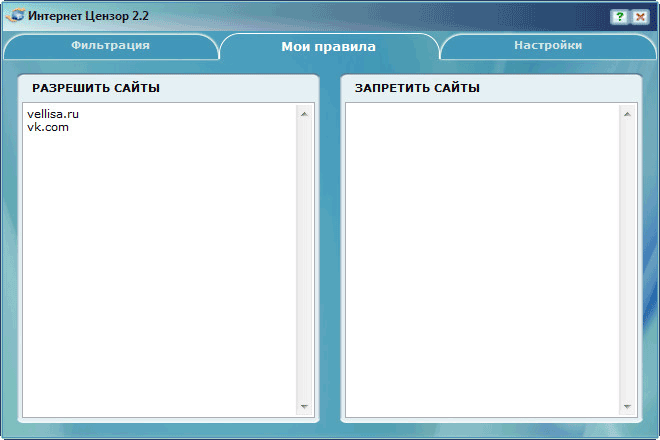 Интернет Цензор 2.2
?
Фильтрация
Мои правила
Настройки
РАЗРЕШИТЬ САЙТЫ
vellisa.ru
vk.com
ЗАПРЕТИТЬ САЙТЫ